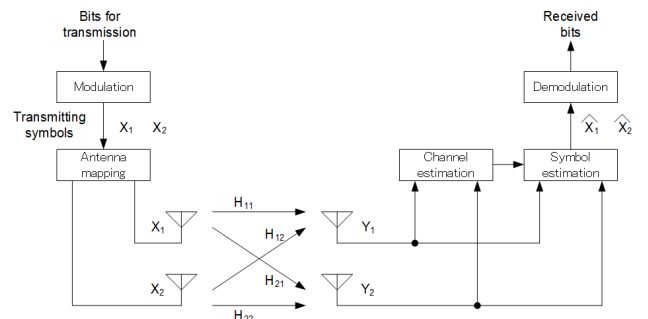 Bits for
transmission
Received
bits
Modulation
Demodulation
Transmitting
symbols
X₁ X₂
X̂₁ X̂₂
Antenna
mapping
Channel
estimation
Symbol
estimation
H₁₁
X₁
H₁₂
Y₁
H₂₁
X₂
Y₂
H₂₂